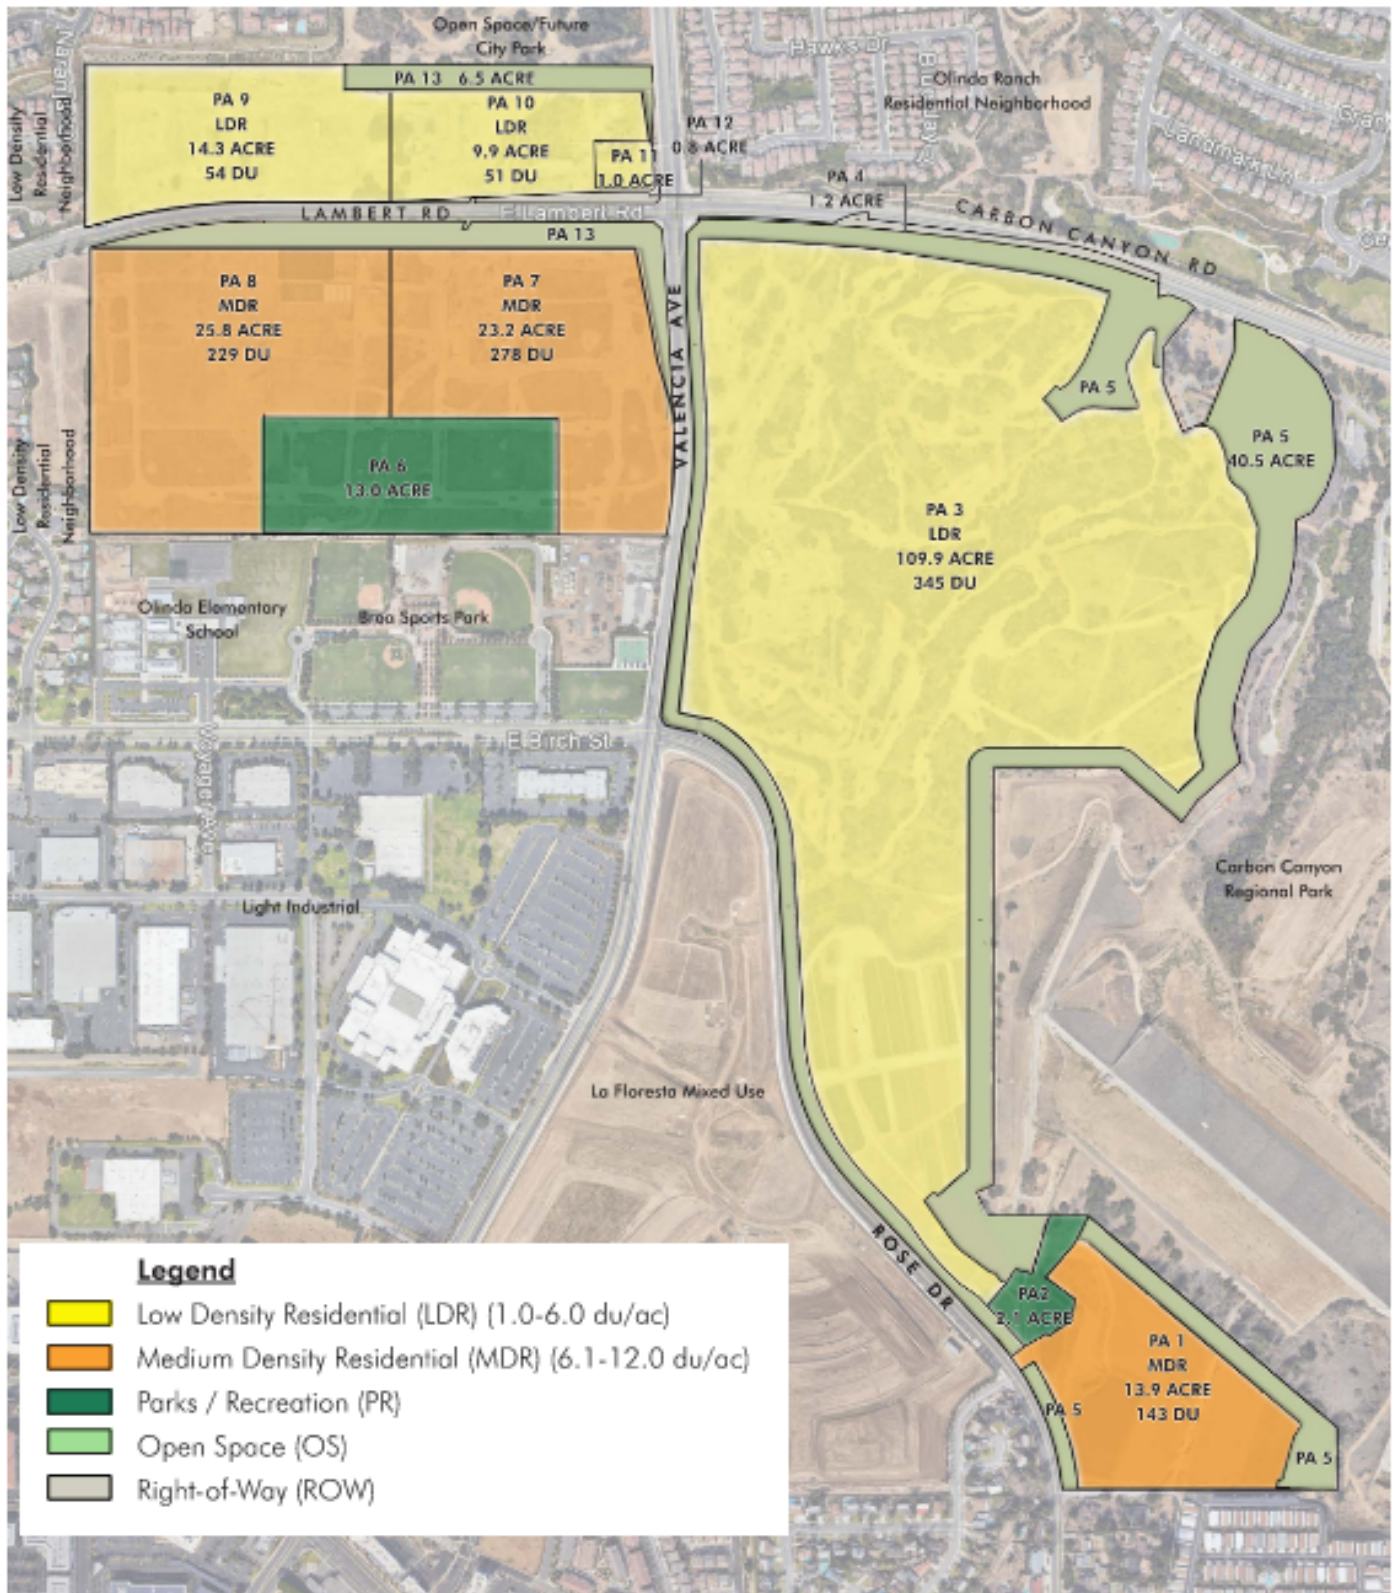 Open Space/Future
City Park
Hawks Dr
Olinda Ranch
Residential Neighborhood
Landmark Ln
Low Density
Residential
Neighborhood
PA 13 6.5 ACRE
PA 9
LDR
14.3 ACRE
54 DU
PA 10
LDR
9.9 ACRE
51 DU
PA 11
1.0 ACRE
PA 12
0.8 ACRE
PA 4
1.2 ACRE
LAMBERT RD
E Lambert Rd
CARBON CANYON RD
PA 13
PA 8
MDR
25.8 ACRE
229 DU
PA 7
MDR
23.2 ACRE
278 DU
VALENCIA AVE
PA 5
PA 5
40.5 ACRE
Low Density
Residential
Neighborhood
PA 6
13.0 ACRE
PA 3
LDR
109.9 ACRE
345 DU
Olinda Elementary
School
Brea Sports Park
E Birch St
Voyager Ave
Carbon Canyon
Regional Park
Light Industrial
La Floresta Mixed Use
ROSE DR
PA2
2.1 ACRE
PA 1
MDR
13.9 ACRE
143 DU
PA 5
PA 5
Legend
Low Density Residential (LDR) (1.0-6.0 du/ac)
Medium Density Residential (MDR) (6.1-12.0 du/ac)
Parks / Recreation (PR)
Open Space (OS)
Right-of-Way (ROW)